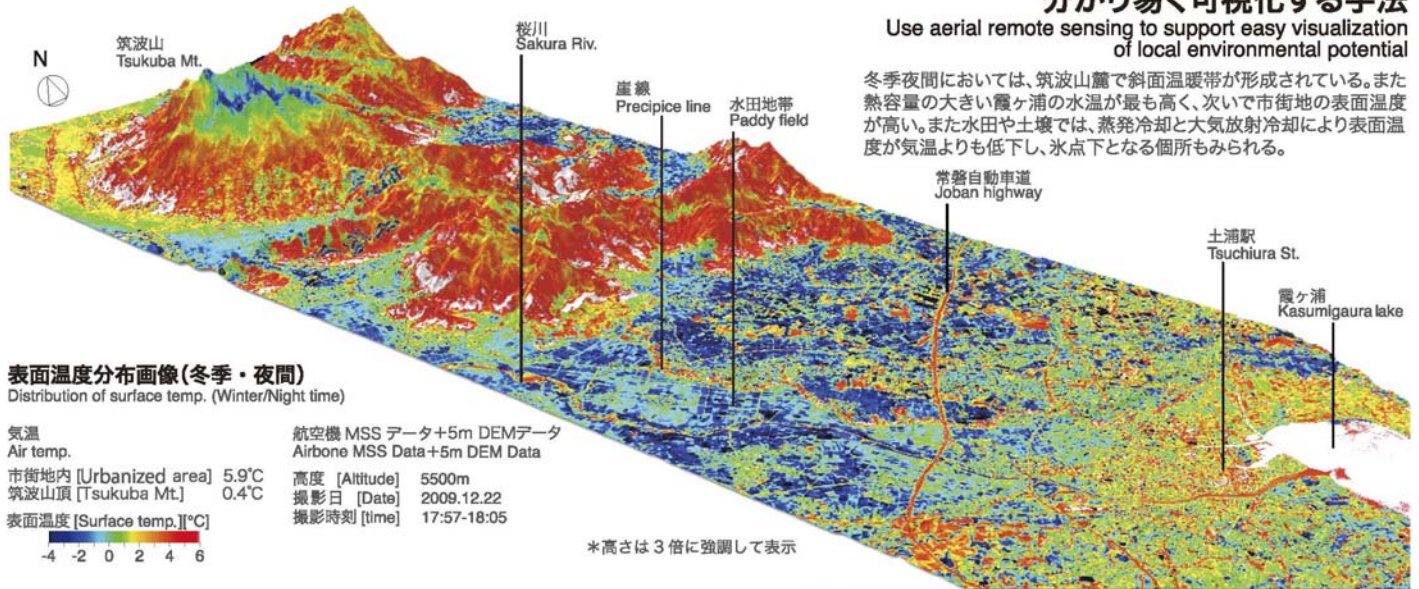 分かり易く可視化する手法
Use aerial remote sensing to support easy visualization
of local environmental potential
冬季夜間においては、筑波山麓で斜面温暖帯が形成されている。また
熱容量の大きい霞ヶ浦の水温が最も高く、次いで市街地の表面温度
が高い。また水田や土壌では、蒸発冷却と大気放射冷却により表面温
度が気温よりも低下し、氷点下となる個所もみられる。
N
筑波山
Tsukuba Mt.
桜川
Sakura Riv.
崖線
Precipice line
水田地帯
Paddy field
常磐自動車道
Joban highway
土浦駅
Tsuchiura St.
霞ヶ浦
Kasumigaura lake
表面温度分布画像(冬季・夜間)
Distribution of surface temp. (Winter/Night time)
気温
Air temp.
市街地内 [Urbanized area] 5.9℃
筑波山頂 [Tsukuba Mt.] 0.4℃
表面温度 [Surface temp.][℃]
-4 -2 0 2 4 6
航空機 MSS データ+5m DEMデータ
Airbone MSS Data+5m DEM Data
高度 [Altitude] 5500m
撮影日 [Date] 2009.12.22
撮影時刻 [time] 17:57-18:05
*高さは 3 倍に強調して表示